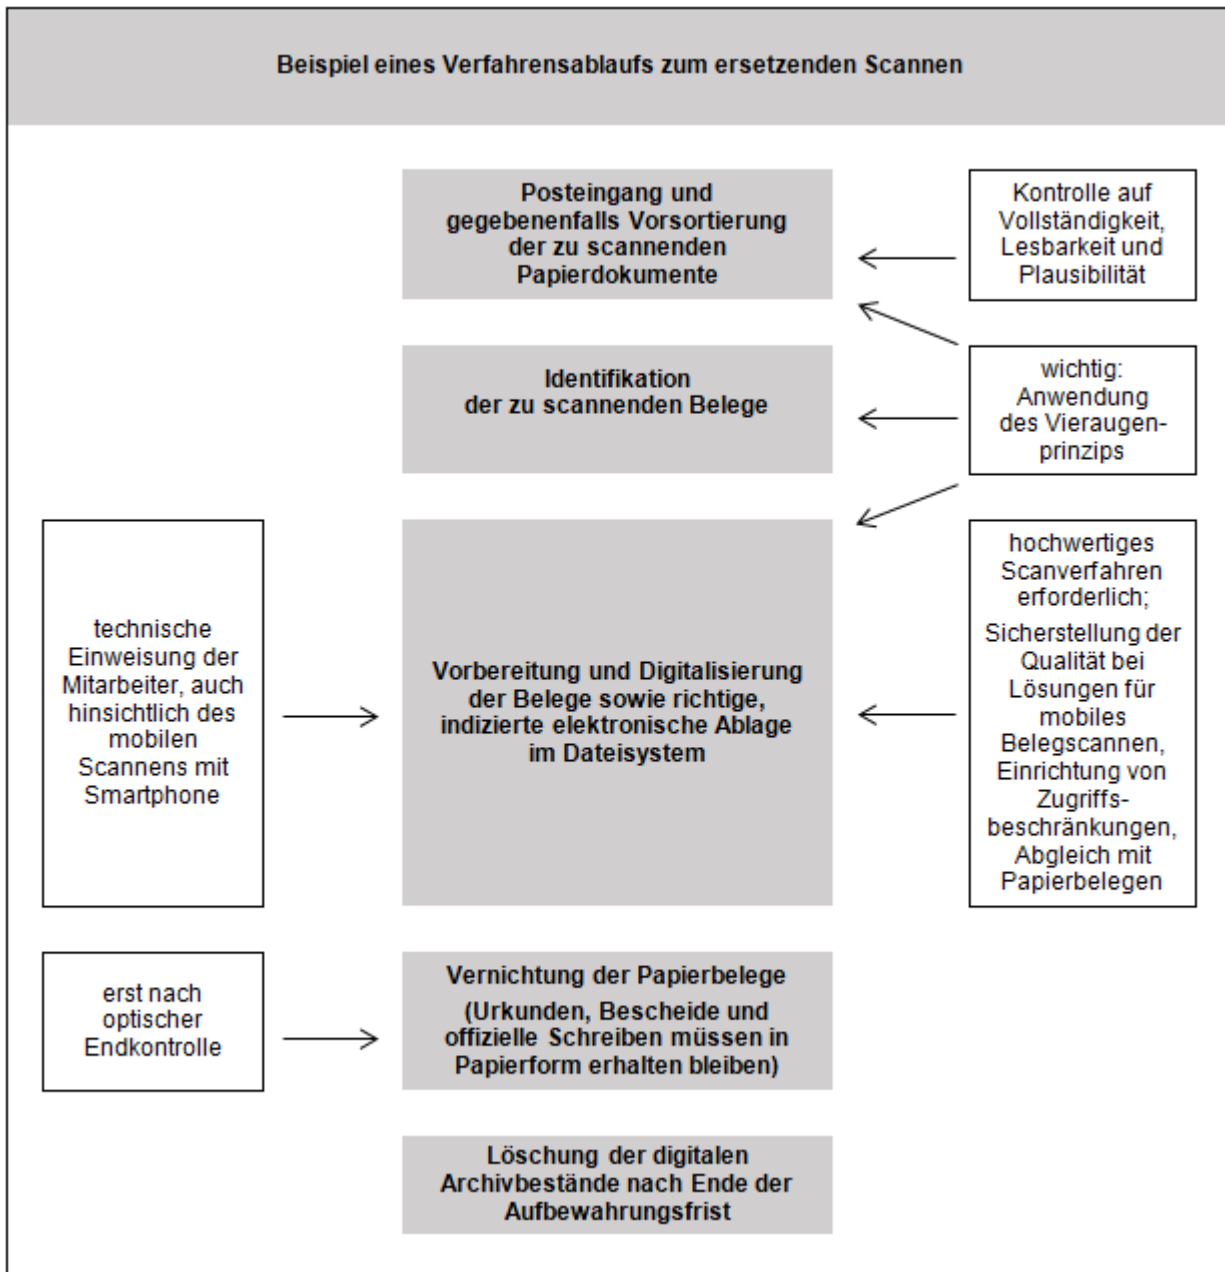 Beispiel eines Verfahrensablaufs zum ersetzenden Scannen
Posteingang und
gegebenenfalls Vorsortierung
der zu scannenden
Papierdokumente
Kontrolle auf
Vollständigkeit,
Lesbarkeit und
Plausibilität
Identifikation
der zu scannenden Belege
wichtig:
Anwendung
des Vieraugen-
prinzips
technische
Einweisung der
Mitarbeiter, auch
hinsichtlich des
mobilen
Scannens mit
Smartphone
Vorbereitung und Digitalisierung
der Belege sowie richtige,
indizierte elektronische Ablage
im Dateisystem
hochwertiges
Scanverfahren
erforderlich;
Sicherstellung der
Qualität bei
Lösungen für
mobiles
Belegscannen,
Einrichtung von
Zugriffs-
beschränkungen,
Abgleich mit
Papierbelegen
erst nach
optischer
Endkontrolle
Vernichtung der Papierbelege
(Urkunden, Bescheide und
offizielle Schreiben müssen in
Papierform erhalten bleiben)
Löschung der digitalen
Archivbestände nach Ende der
Aufbewahrungsfrist